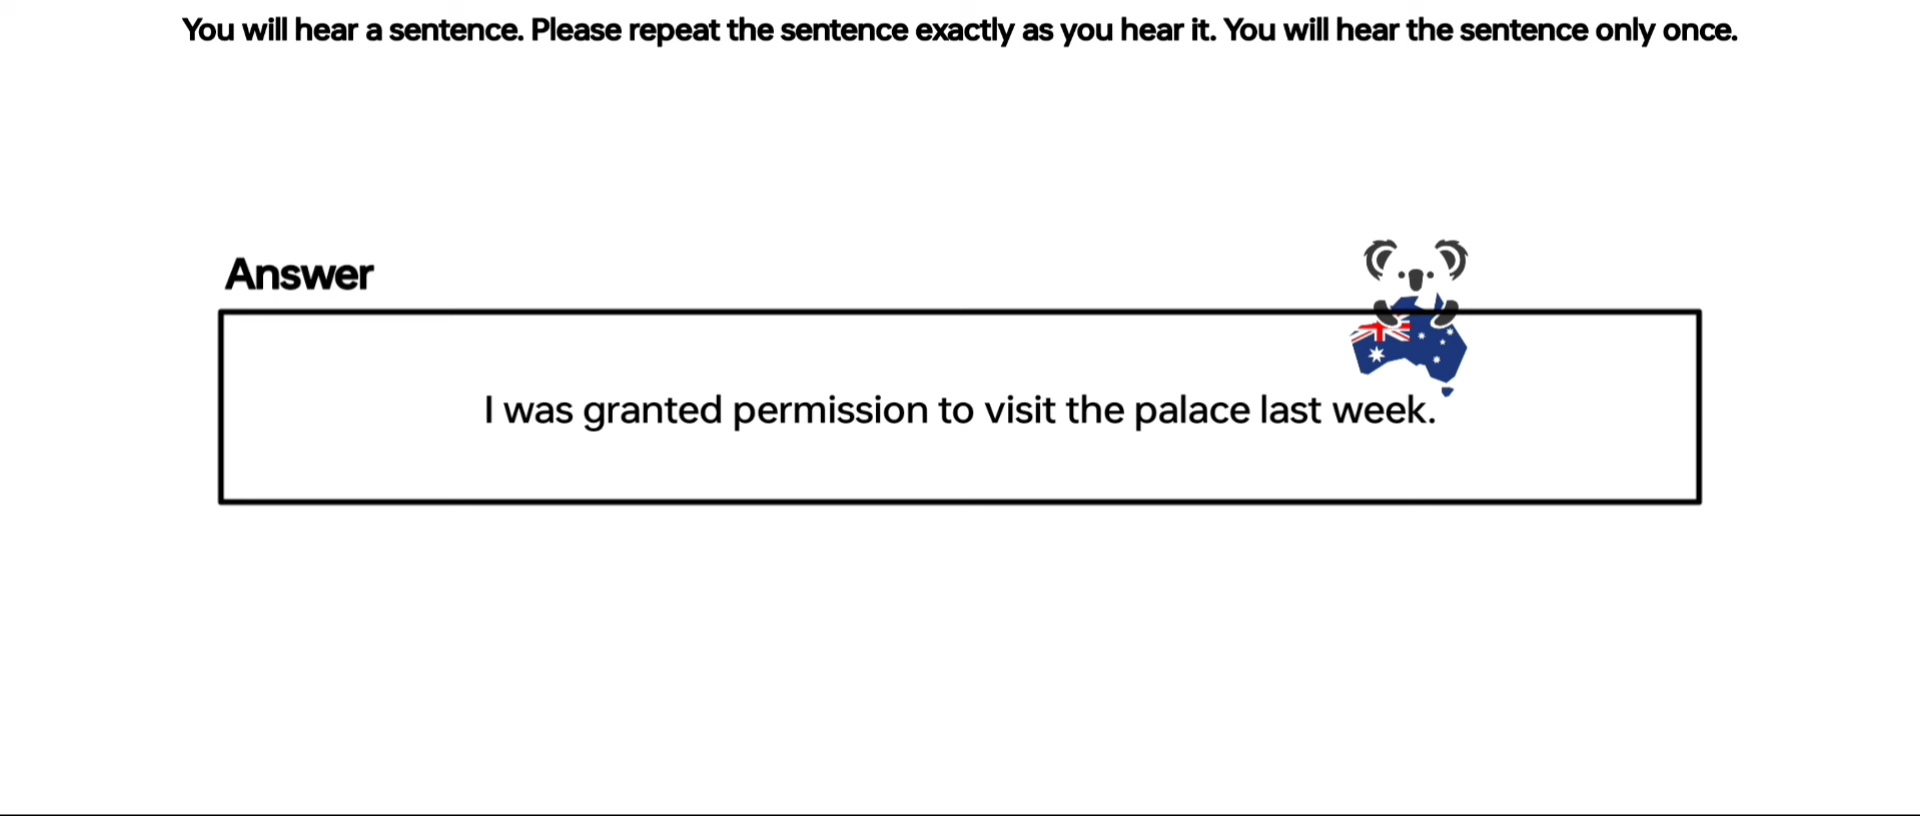 You will hear a sentence. Please repeat the sentence exactly as you hear it. You will hear the sentence only once.
Answer
I was granted permission to visit the palace last week.